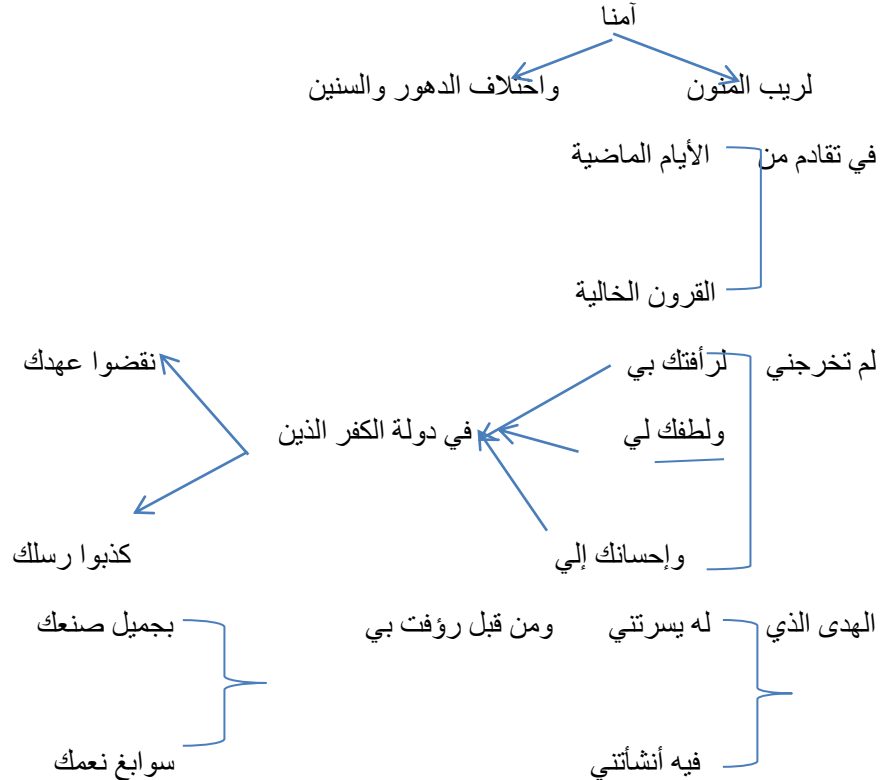 آمنا
لريب المنون واختلاف الدهور والسنين
في تقادم من الأيام الماضية
القرون الخالية
لم تخرجني لرأفتك بي نقضوا عهدك
ولطفك لي في دولة الكفر الذين
وإحسانك إلي كذبوا رسلك
الهدى الذي له يسرتني ومن قبل رؤفت بي بجميل صنعك
فيه أنشأتني سوابغ نعمك